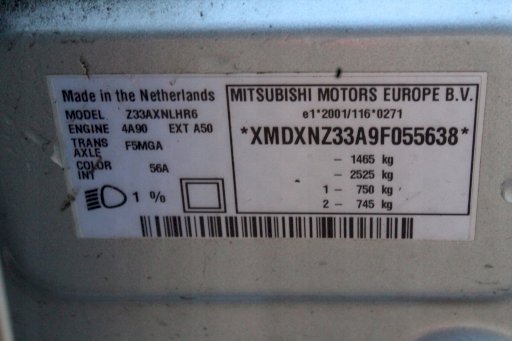 Made in the Netherlands
MODEL Z33AXNLHR6
ENGINE 4A90 EXT A50
TRANS
AXLE F5MGA
COLOR
INT 56A
1 %
MITSUBISHI MOTORS EUROPE B.V.
e1*2001/116*0271
*XMDXNZ33A9F055638*
- 1465 kg
- 2525 kg
1 - 750 kg
2 - 745 kg